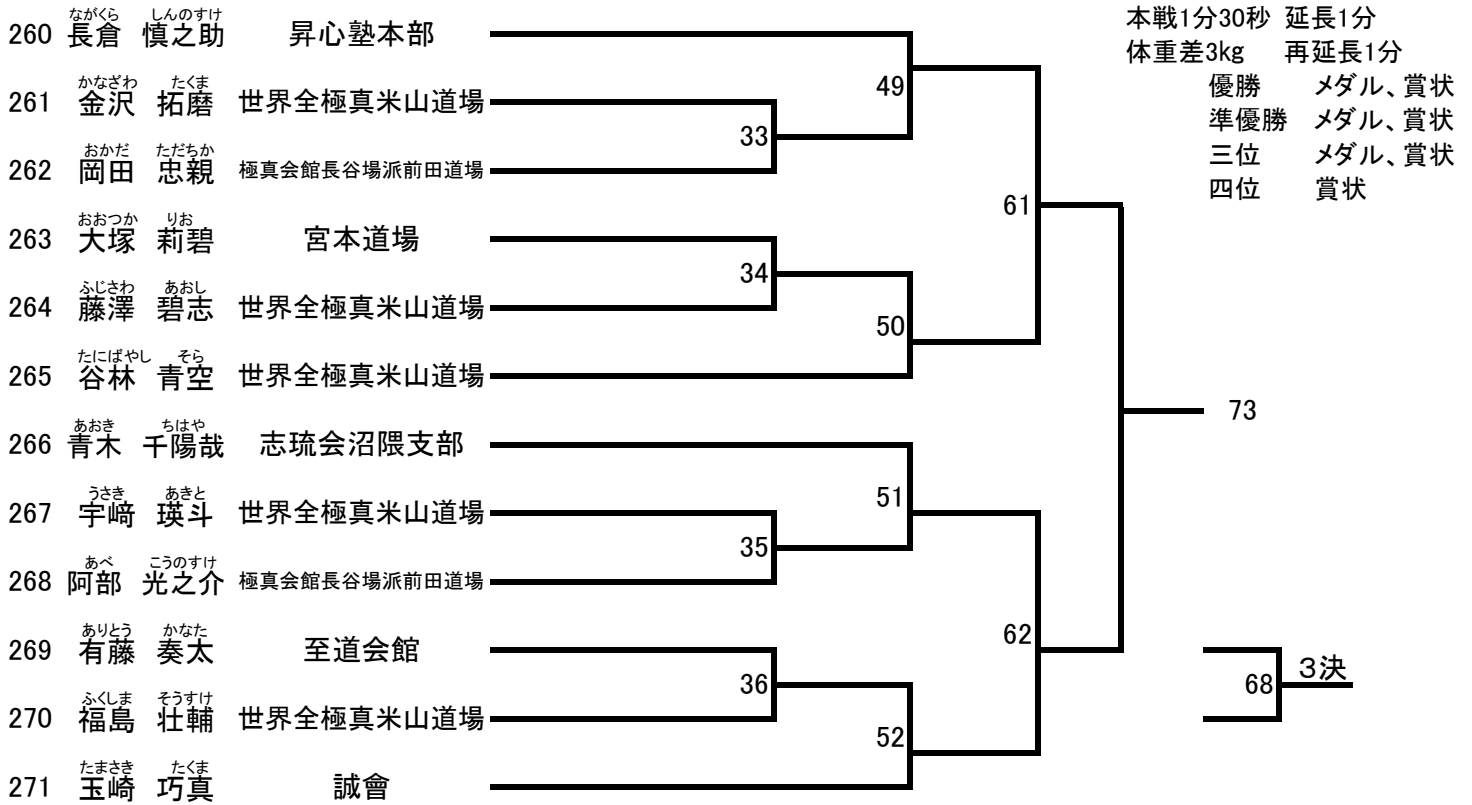 ながくら しんのすけ
260 長倉 慎之助 昇心塾本部
かなざわ たくま
261 金沢 拓磨 世界全極真米山道場
おかだ ただちか
262 岡田 忠親 極真会館長谷場派前田道場
おおつか りお
263 大塚 莉碧 宮本道場
ふじさわ あおし
264 藤澤 碧志 世界全極真米山道場
たにばやし そら
265 谷林 青空 世界全極真米山道場
あおき ちはや
266 青木 千陽哉 志琉会沼隈支部
うさき あきと
267 宇﨑 瑛斗 世界全極真米山道場
あべ こうのすけ
268 阿部 光之介 極真会館長谷場派前田道場
ありとう かなた
269 有藤 奏太 至道会館
ふくしま そうすけ
270 福島 壮輔 世界全極真米山道場
たまさき たくま
271 玉崎 巧真 誠會
33
34
35
36
49
50
51
52
61
62
73
68 3決
本戦1分30秒 延長1分
体重差3kg 再延長1分
優勝 メダル、賞状
準優勝 メダル、賞状
三位 メダル、賞状
四位 賞状